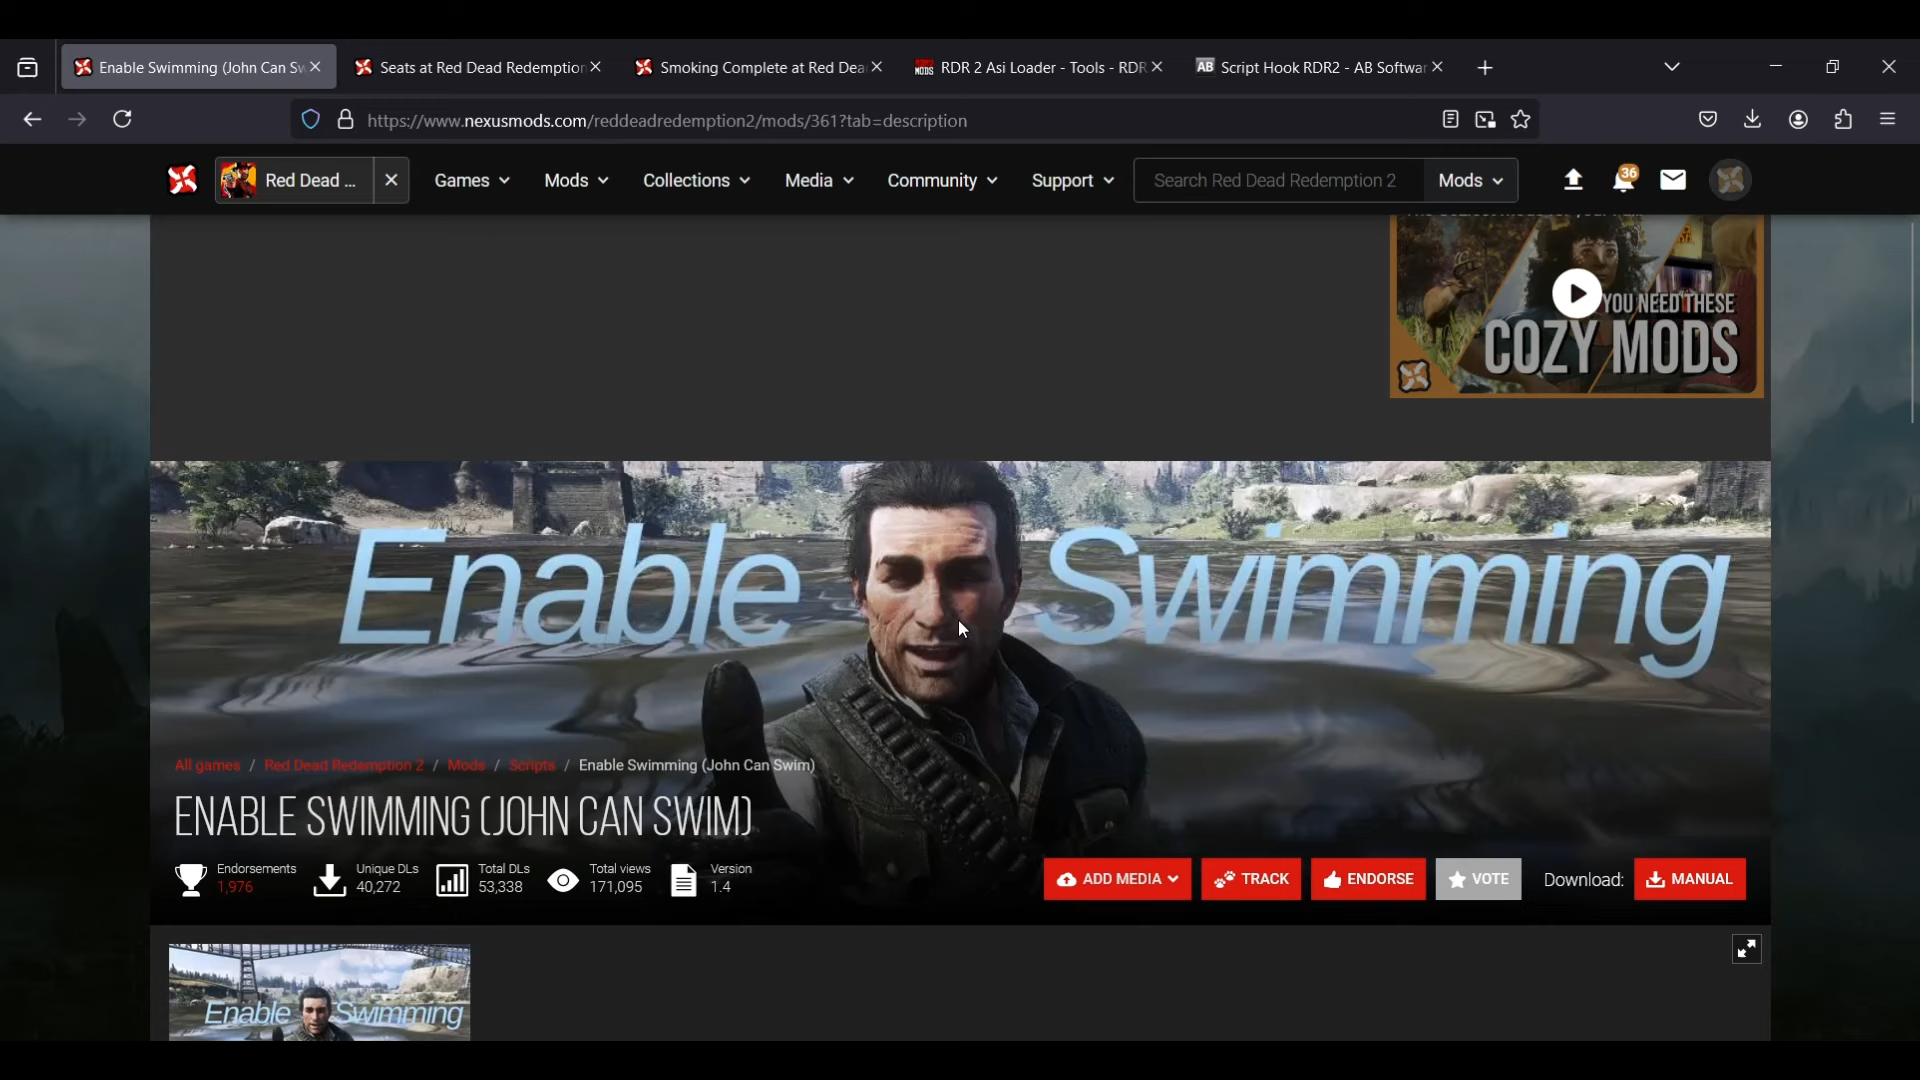 Enable Swimming (John Can Sw
Seats at Red Dead Redemption
Smoking Complete at Red Dea
RDR 2 Asi Loader - Tools - RDR
AB Script Hook RDR2 - AB Softwar
https://www.nexusmods.com/reddeadredemption2/mods/361?tab=description
Red Dead ...
Games
Mods
Collections
Media
Community
Support
Search Red Dead Redemption 2
Mods
36
YOU NEED THESE
COZY MODS
Enable Swimming
All games / Red Dead Redemption 2 / Mods / Scripts / Enable Swimming (John Can Swim)
ENABLE SWIMMING (JOHN CAN SWIM)
Endorsements
1,976
Unique DLs
40,272
Total DLs
53,338
Total views
171,095
Version
1.4
ADD MEDIA
TRACK
ENDORSE
VOTE
Download:
MANUAL
Enable Swimming